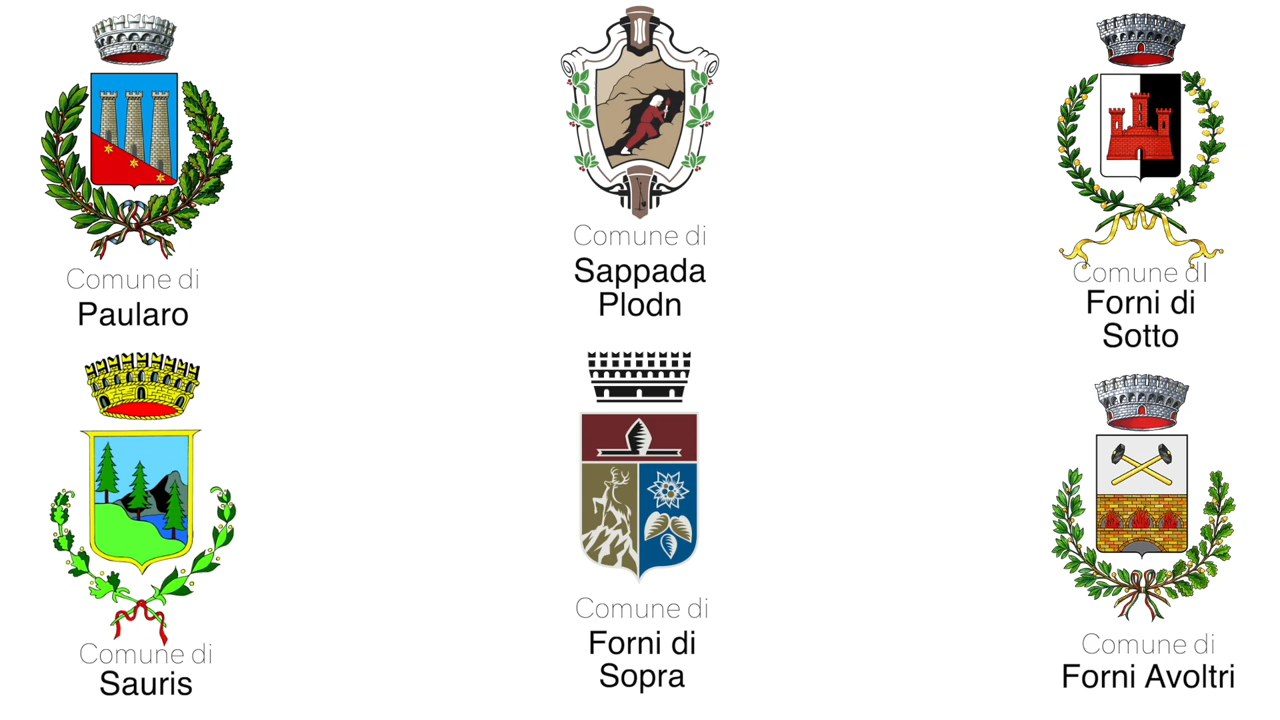 Comune di
Paularo
Comune di
Sappada
Plodn
Comune di
Forni di
Sotto
Comune di
Sauris
Comune di
Forni di
Sopra
Comune di
Forni Avoltri